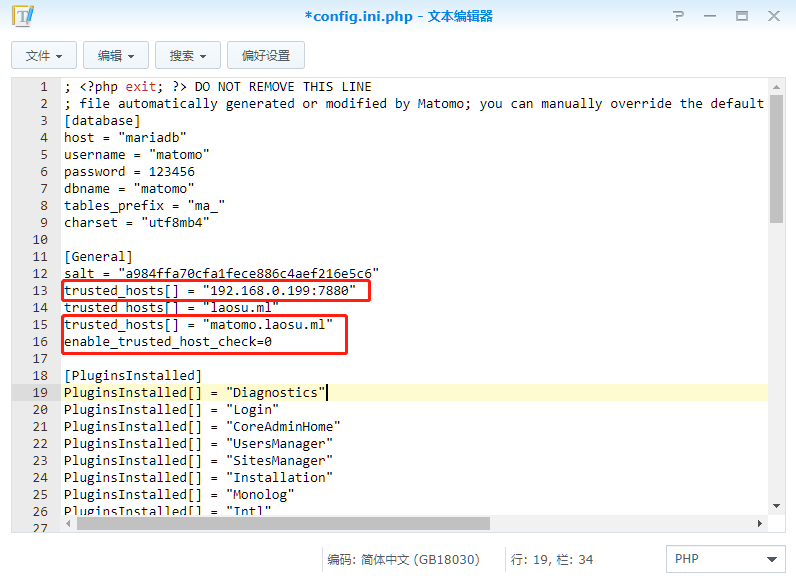 *config.ini.php - 文本编辑器
文件 编辑 搜索 偏好设置
1 ; <?php exit; ?> DO NOT REMOVE THIS LINE
2 ; file automatically generated or modified by Matomo; you can manually override the default
3 [database]
4 host = "mariadb"
5 username = "matomo"
6 password = 123456
7 dbname = "matomo"
8 tables_prefix = "ma_"
9 charset = "utf8mb4"
10
11 [General]
12 salt = "a984ffa70cfa1fece886c4aef216e5c6"
13 trusted_hosts[] = "192.168.0.199:7880"
14 trusted_hosts[] = "laosu.ml"
15 trusted_hosts[] = "matomo.laosu.ml"
16 enable_trusted_host_check=0
17
18 [PluginsInstalled]
19 PluginsInstalled[] = "Diagnostics"
20 PluginsInstalled[] = "Login"
21 PluginsInstalled[] = "CoreAdminHome"
22 PluginsInstalled[] = "UsersManager"
23 PluginsInstalled[] = "SitesManager"
24 PluginsInstalled[] = "Installation"
25 PluginsInstalled[] = "Monolog"
26 PluginsInstalled[] = "Intl"
27
编码: 简体中文 (GB18030) 行: 19, 栏: 34 PHP